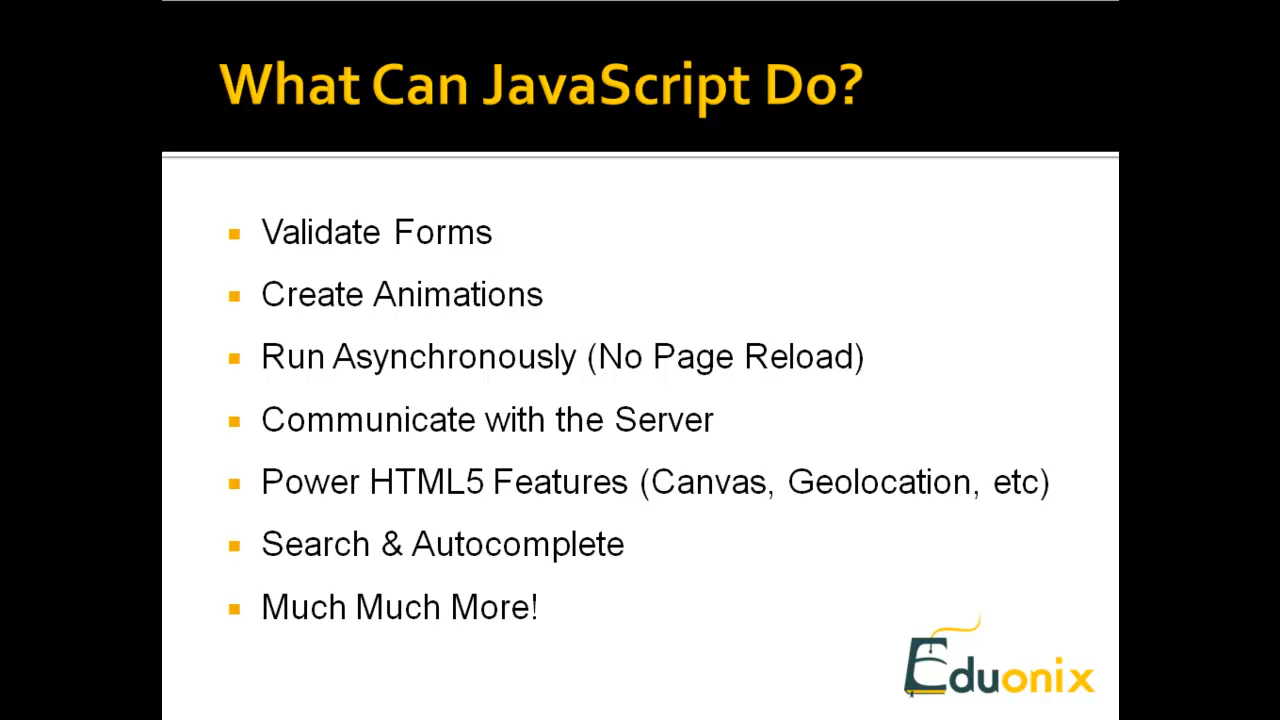 What Can JavaScript Do?
Validate Forms
Create Animations
Run Asynchronously (No Page Reload)
Communicate with the Server
Power HTML5 Features (Canvas, Geolocation, etc)
Search & Autocomplete
Much Much More!
Eduonix